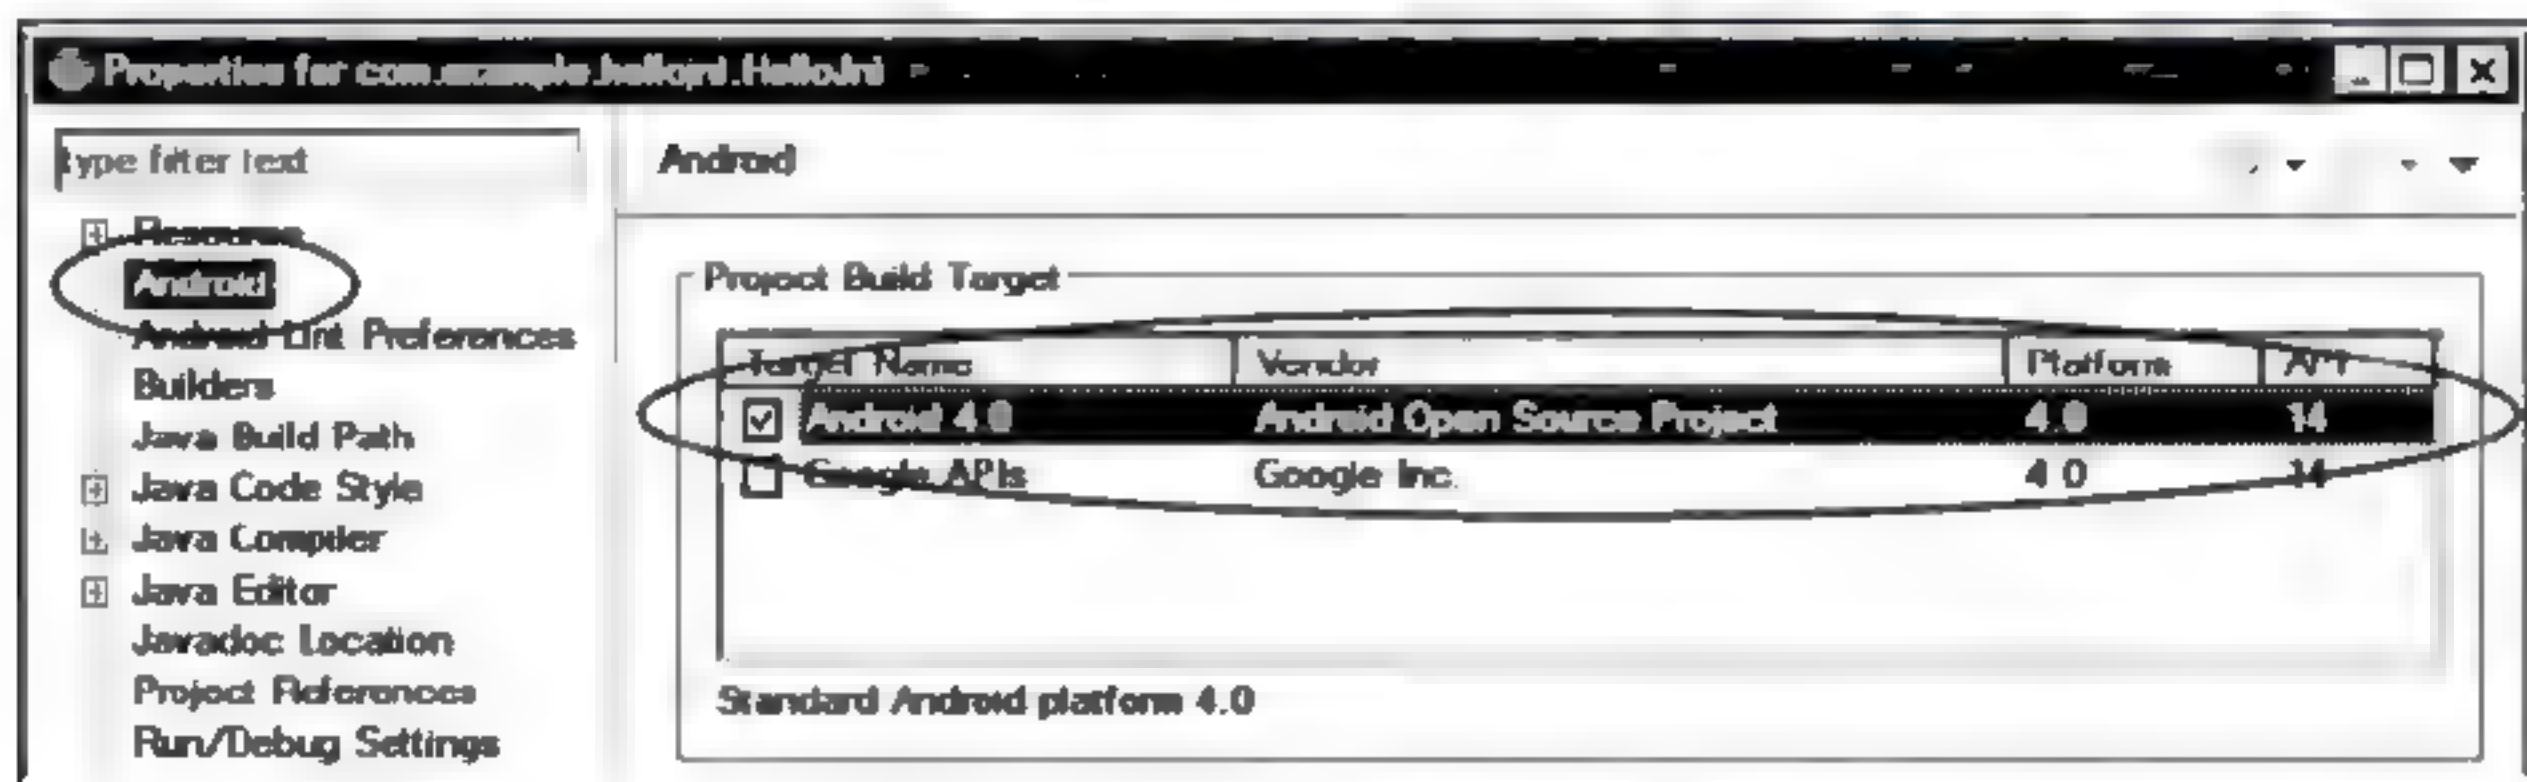 Properties for com.example.hellojni.HelloJni
type filter text
Resource
Android
Android Lint Preferences
Builders
Java Build Path
Java Code Style
Java Compiler
Java Editor
Javadoc Location
Project References
Run/Debug Settings
Android
Project Build Target
Target Name Vendor Platform API
Android 4.0 Android Open Source Project 4.0 14
Google APIs Google Inc. 4.0 14
Standard Android platform 4.0